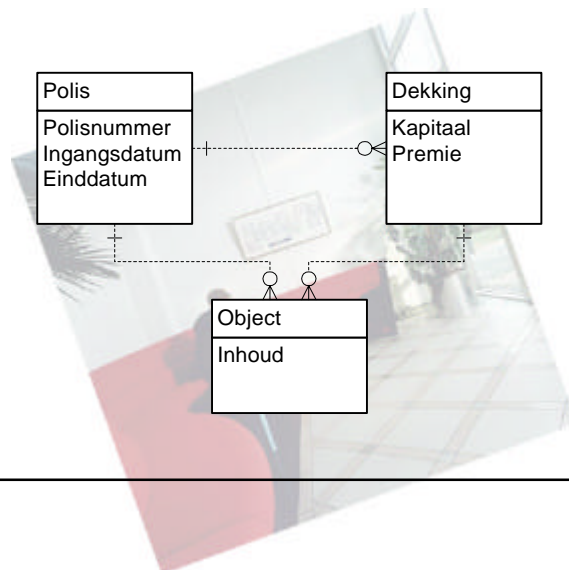 Polis
Polisnummer
Ingangsdatum
Einddatum
Dekking
Kapitaal
Premie
Object
Inhoud